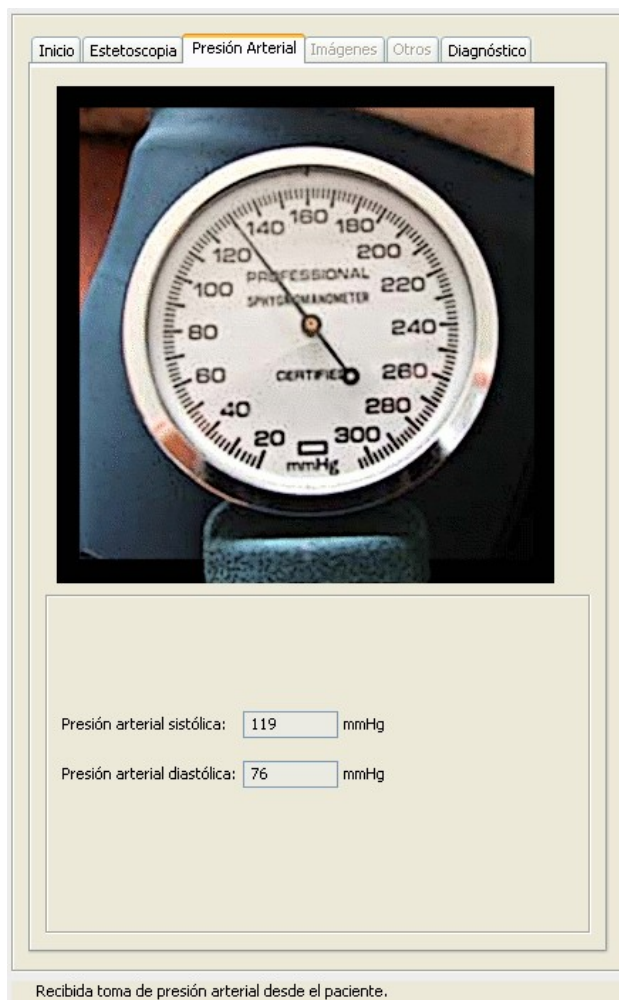 Inicio Estetoscopia Presión Arterial Imágenes Otros Diagnóstico
160
140 180
120 200
PROFESSIONAL
SPHYGROMANOMETER
100 220
80 240
CERTIFIED
60 260
40 280
20 300
mmHg
Presión arterial sistólica: 119 mmHg
Presión arterial diastólica: 76 mmHg
Recibida toma de presión arterial desde el paciente.